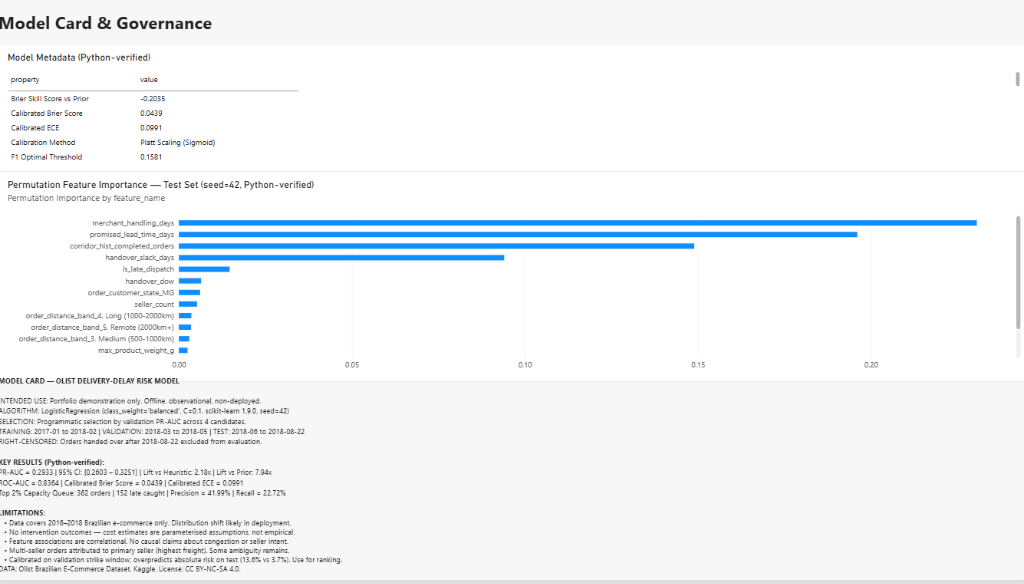 Model Card & Governance
Model Metadata (Python-verified)
property value
Brier Skill Score vs Prior -0.2035
Calibrated Brier Score 0.0439
Calibrated ECE 0.0991
Calibration Method Platt Scaling (Sigmoid)
F1 Optimal Threshold 0.1581
Permutation Feature Importance — Test Set (seed=42, Python-verified)
Permutation Importance by feature_name
merchant_handling_days
promised_lead_time_days
corridor_hist_completed_orders
handover_slack_days
is_late_dispatch
handover_dow
order_customer_state_MG
seller_count
order_distance_band_4. Long (1000-2000km)
order_distance_band_5. Remote (2000km+)
order_distance_band_3. Medium (500-1000km)
max_product_weight_g
0.00 0.05 0.10 0.15 0.20
MODEL CARD — OLIST DELIVERY-DELAY RISK MODEL
INTENDED USE: Portfolio demonstration only. Offline, observational, non-deployed.
ALGORITHM: LogisticRegression (class_weight='balanced', C=0.1, scikit-learn 1.9.0, seed=42)
SELECTION: Programmatic selection by validation PR-AUC across 4 candidates.
TRAINING: 2017-01 to 2018-02 | VALIDATION: 2018-03 to 2018-05 | TEST: 2018-06 to 2018-08-22
RIGHT-CENSORED: Orders handed over after 2018-08-22 excluded from evaluation.
KEY RESULTS (Python-verified):
PR-AUC = 0.2933 | 95% CI: [0.2603 – 0.3251] | Lift vs Heuristic: 2.18x | Lift vs Prior: 7.94x
ROC-AUC = 0.8364 | Calibrated Brier Score = 0.0439 | Calibrated ECE = 0.0991
Top 2% Capacity Queue: 362 orders | 152 late caught | Precision = 41.99% | Recall = 22.72%
LIMITATIONS:
• Data covers 2016–2018 Brazilian e-commerce only. Distribution shift likely in deployment.
• No intervention outcomes — cost estimates are parameterised assumptions, not empirical.
• Feature associations are correlational. No causal claims about congestion or seller intent.
• Multi-seller orders attributed to primary seller (highest freight). Some ambiguity remains.
• Calibrated on validation strike window; overpredicts absolute risk on test (13.6% vs 3.7%). Use for ranking.
DATA: Olist Brazilian E-Commerce Dataset, Kaggle. License: CC BY-NC-SA 4.0.